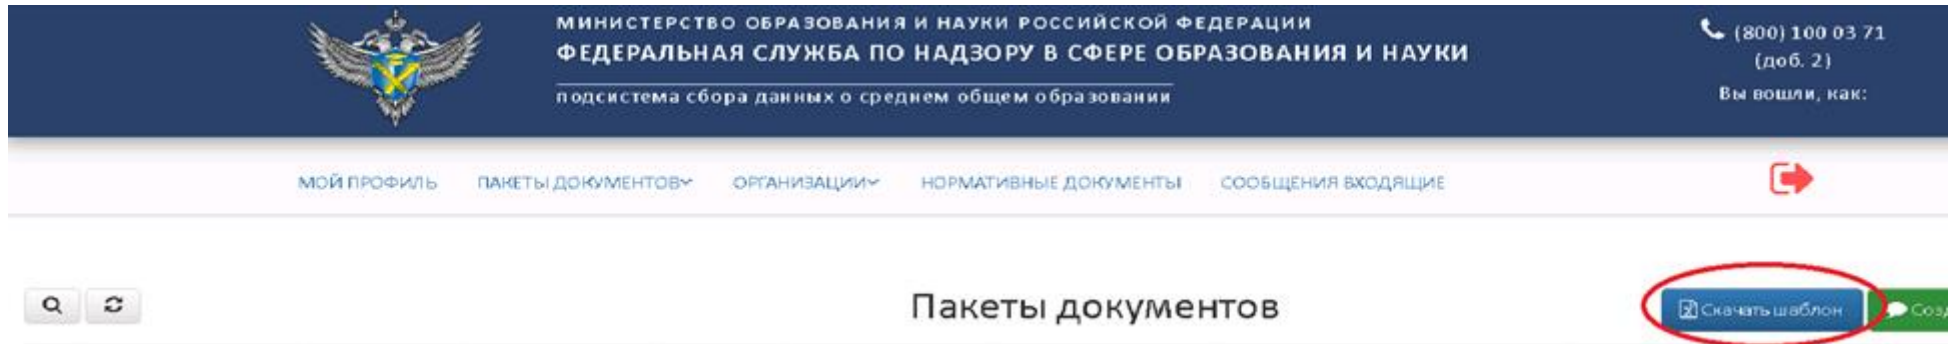 МИНИСТЕРСТВО ОБРАЗОВАНИЯ И НАУКИ РОССИЙСКОЙ ФЕДЕРАЦИИ
ФЕДЕРАЛЬНАЯ СЛУЖБА ПО НАДЗОРУ В СФЕРЕ ОБРАЗОВАНИЯ И НАУКИ
подсистема сбора данных о среднем общем образовании
(800) 100 03 71
(доб. 2)
Вы вошли, как:
МОЙ ПРОФИЛЬ ПАКЕТЫ ДОКУМЕНТОВ ОРГАНИЗАЦИИ НОРМАТИВНЫЕ ДОКУМЕНТЫ СООБЩЕНИЯ ВХОДЯЩИЕ
Пакеты документов
Скачать шаблон